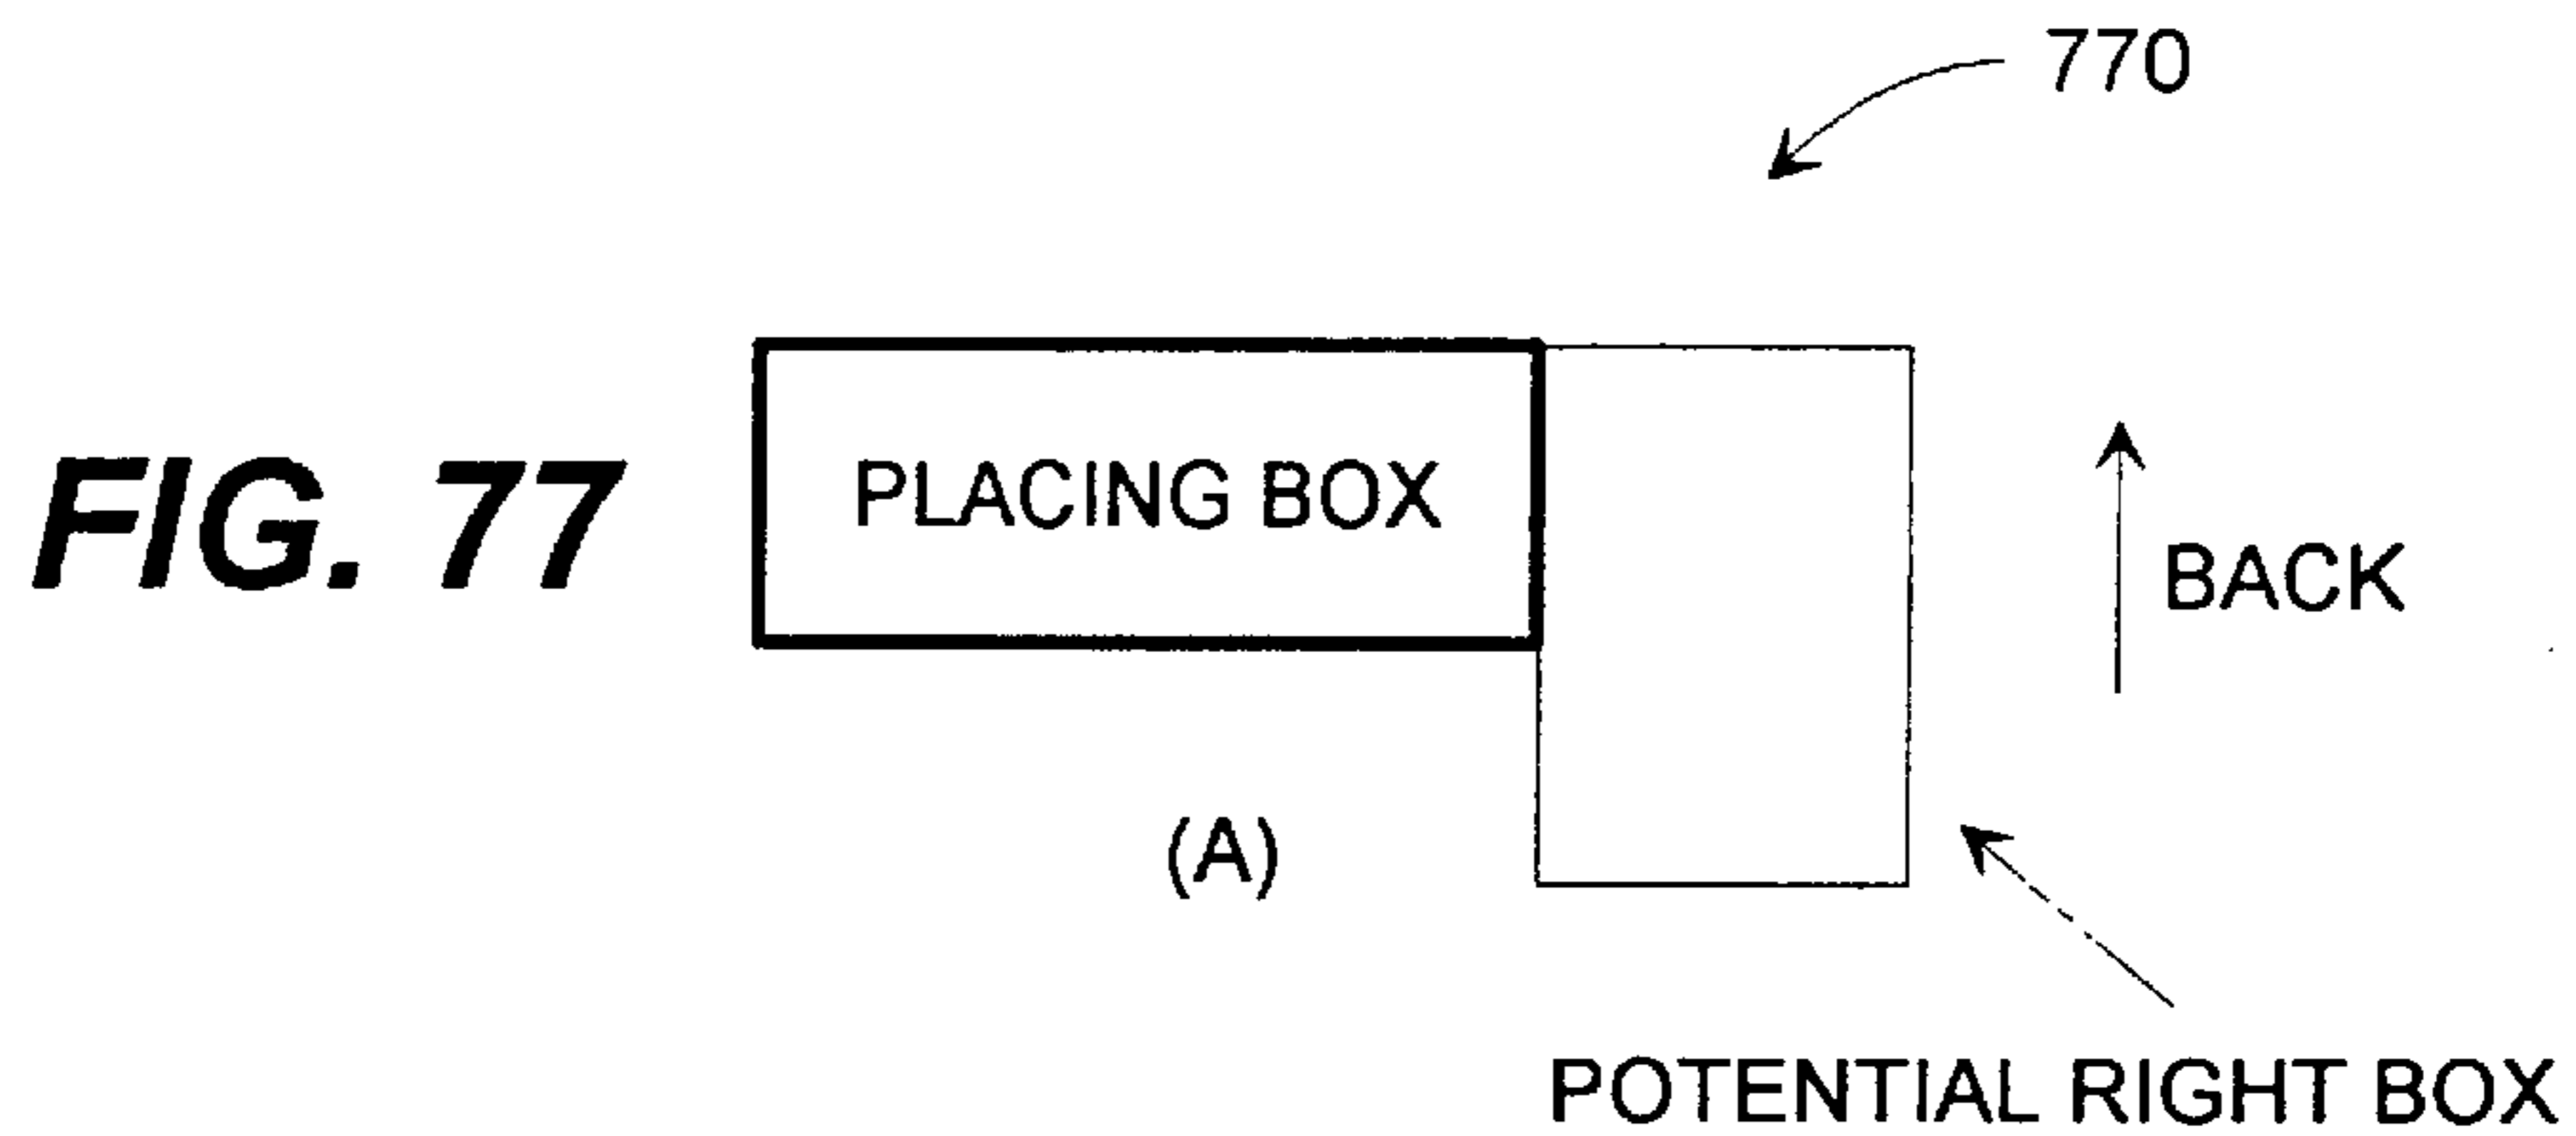 770
FIG. 77
PLACING BOX
BACK
(A)
POTENTIAL RIGHT BOX